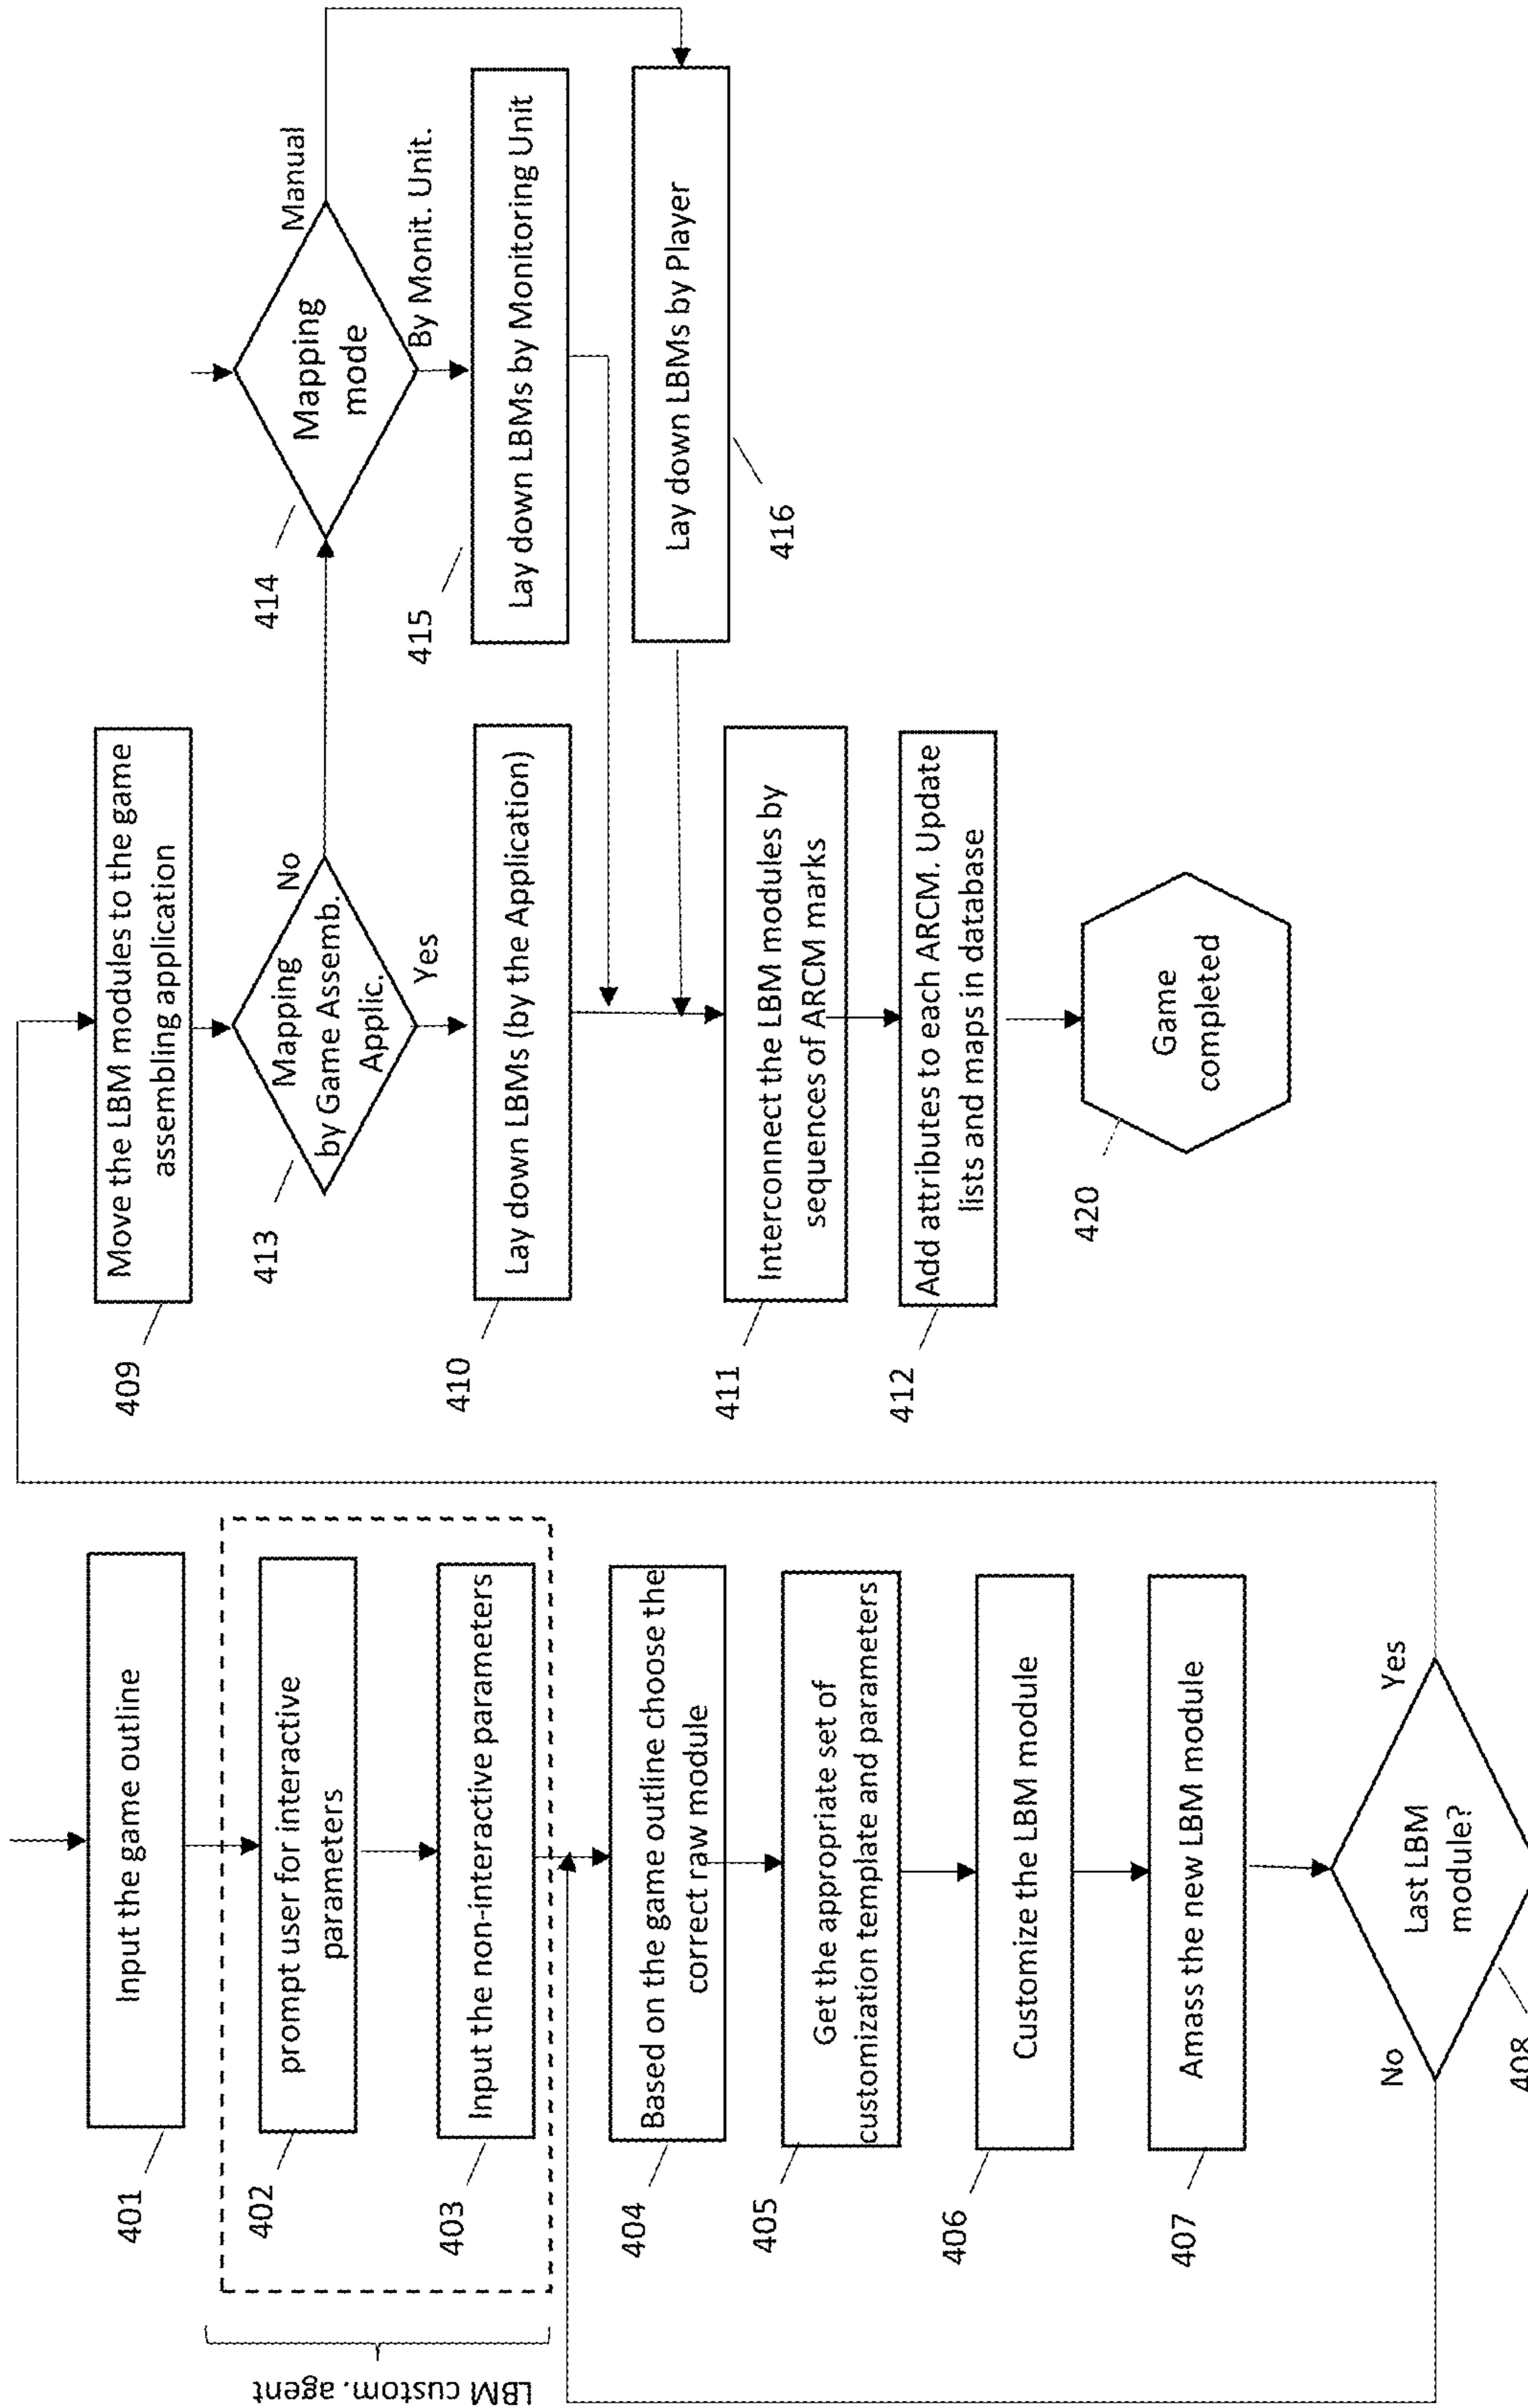 LBM custom. agent
401
Input the game outline
402
prompt user for interactive
parameters
403
Input the non-interactive parameters
404
Based on the game outline choose the
correct raw module
405
Get the appropriate set of
customization template and parameters
406
Customize the LBM module
407
Amass the new LBM module
408
Last LBM
module?
No
Yes
409
Move the LBM modules to the game
assembling application
413
Mapping
by Game Assemb.
Applic.
No
Yes
410
Lay down LBMs (by the Application)
411
Interconnect the LBM modules by
sequences of ARCM marks
412
Add attributes to each ARCM. Update
lists and maps in database
420
Game
completed
414
Mapping
mode
Manual
By Monit. Unit.
415
Lay down LBMs by Monitoring Unit
416
Lay down LBMs by Player